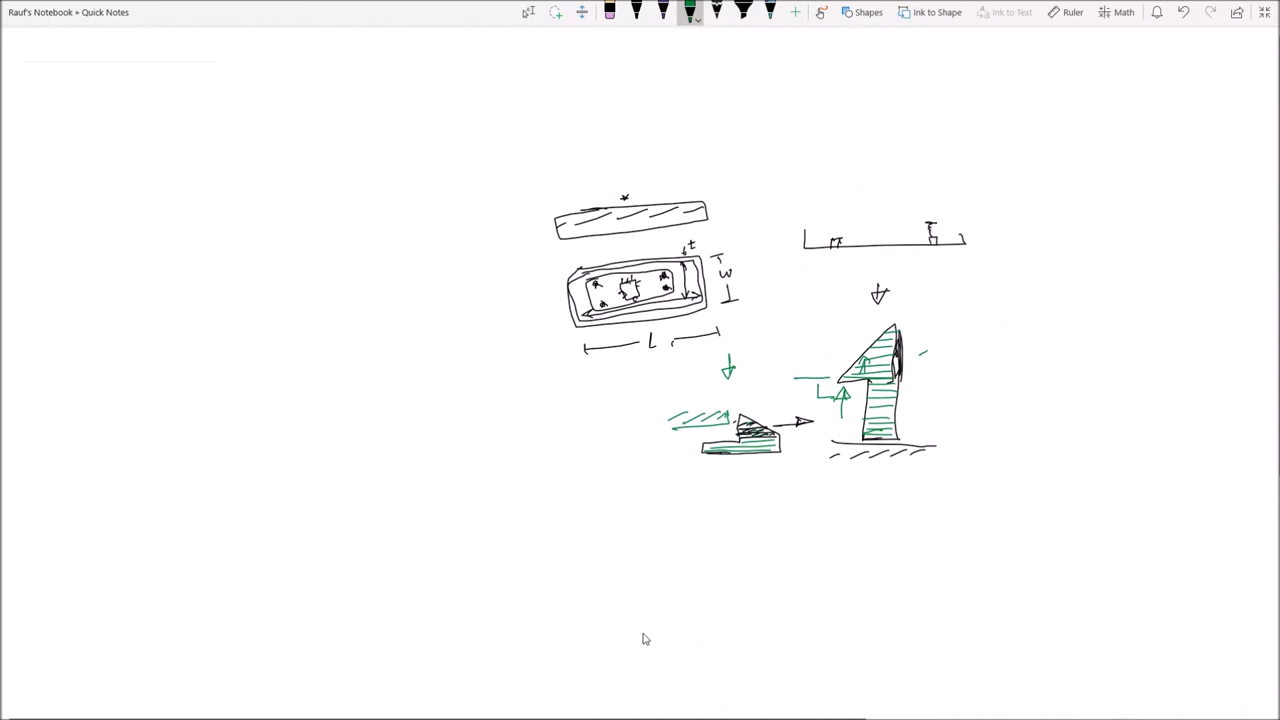 Rauf's Notebook » Quick Notes
Shapes
Ink to Shape
Ink to Text
Ruler
Math
t
W
L